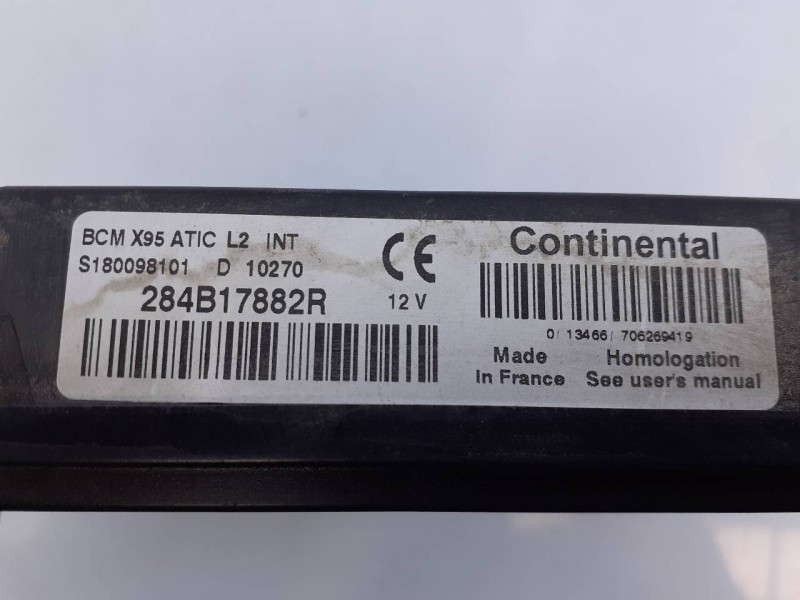 BCM X95 ATIC L2 INT
S180098101 D 10270
284B17882R
CE
12 V
Continental
0/ 13466/ 706269419
Made
In France
Homologation
See user's manual